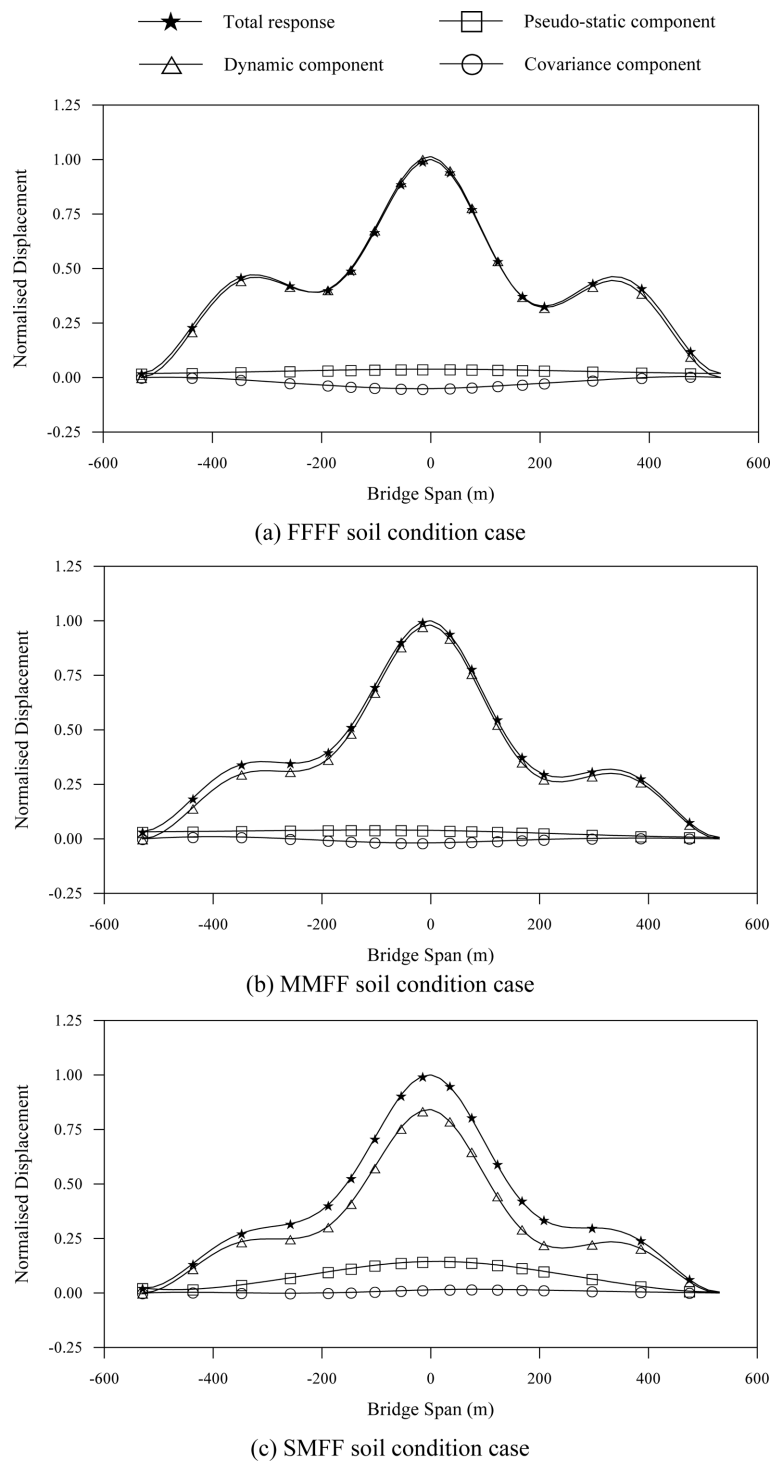 Total response
Pseudo-static component
Dynamic component
Covariance component
1.25
1.00
0.75
0.50
0.25
0.00
-0.25
Normalised Displacement
-600 -400 -200 0 200 400 600
Bridge Span (m)
(a) FFFF soil condition case
1.25
1.00
0.75
0.50
0.25
0.00
-0.25
Normalised Displacement
-600 -400 -200 0 200 400 600
Bridge Span (m)
(b) MMFF soil condition case
1.25
1.00
0.75
0.50
0.25
0.00
-0.25
Normalised Displacement
-600 -400 -200 0 200 400 600
Bridge Span (m)
(c) SMFF soil condition case